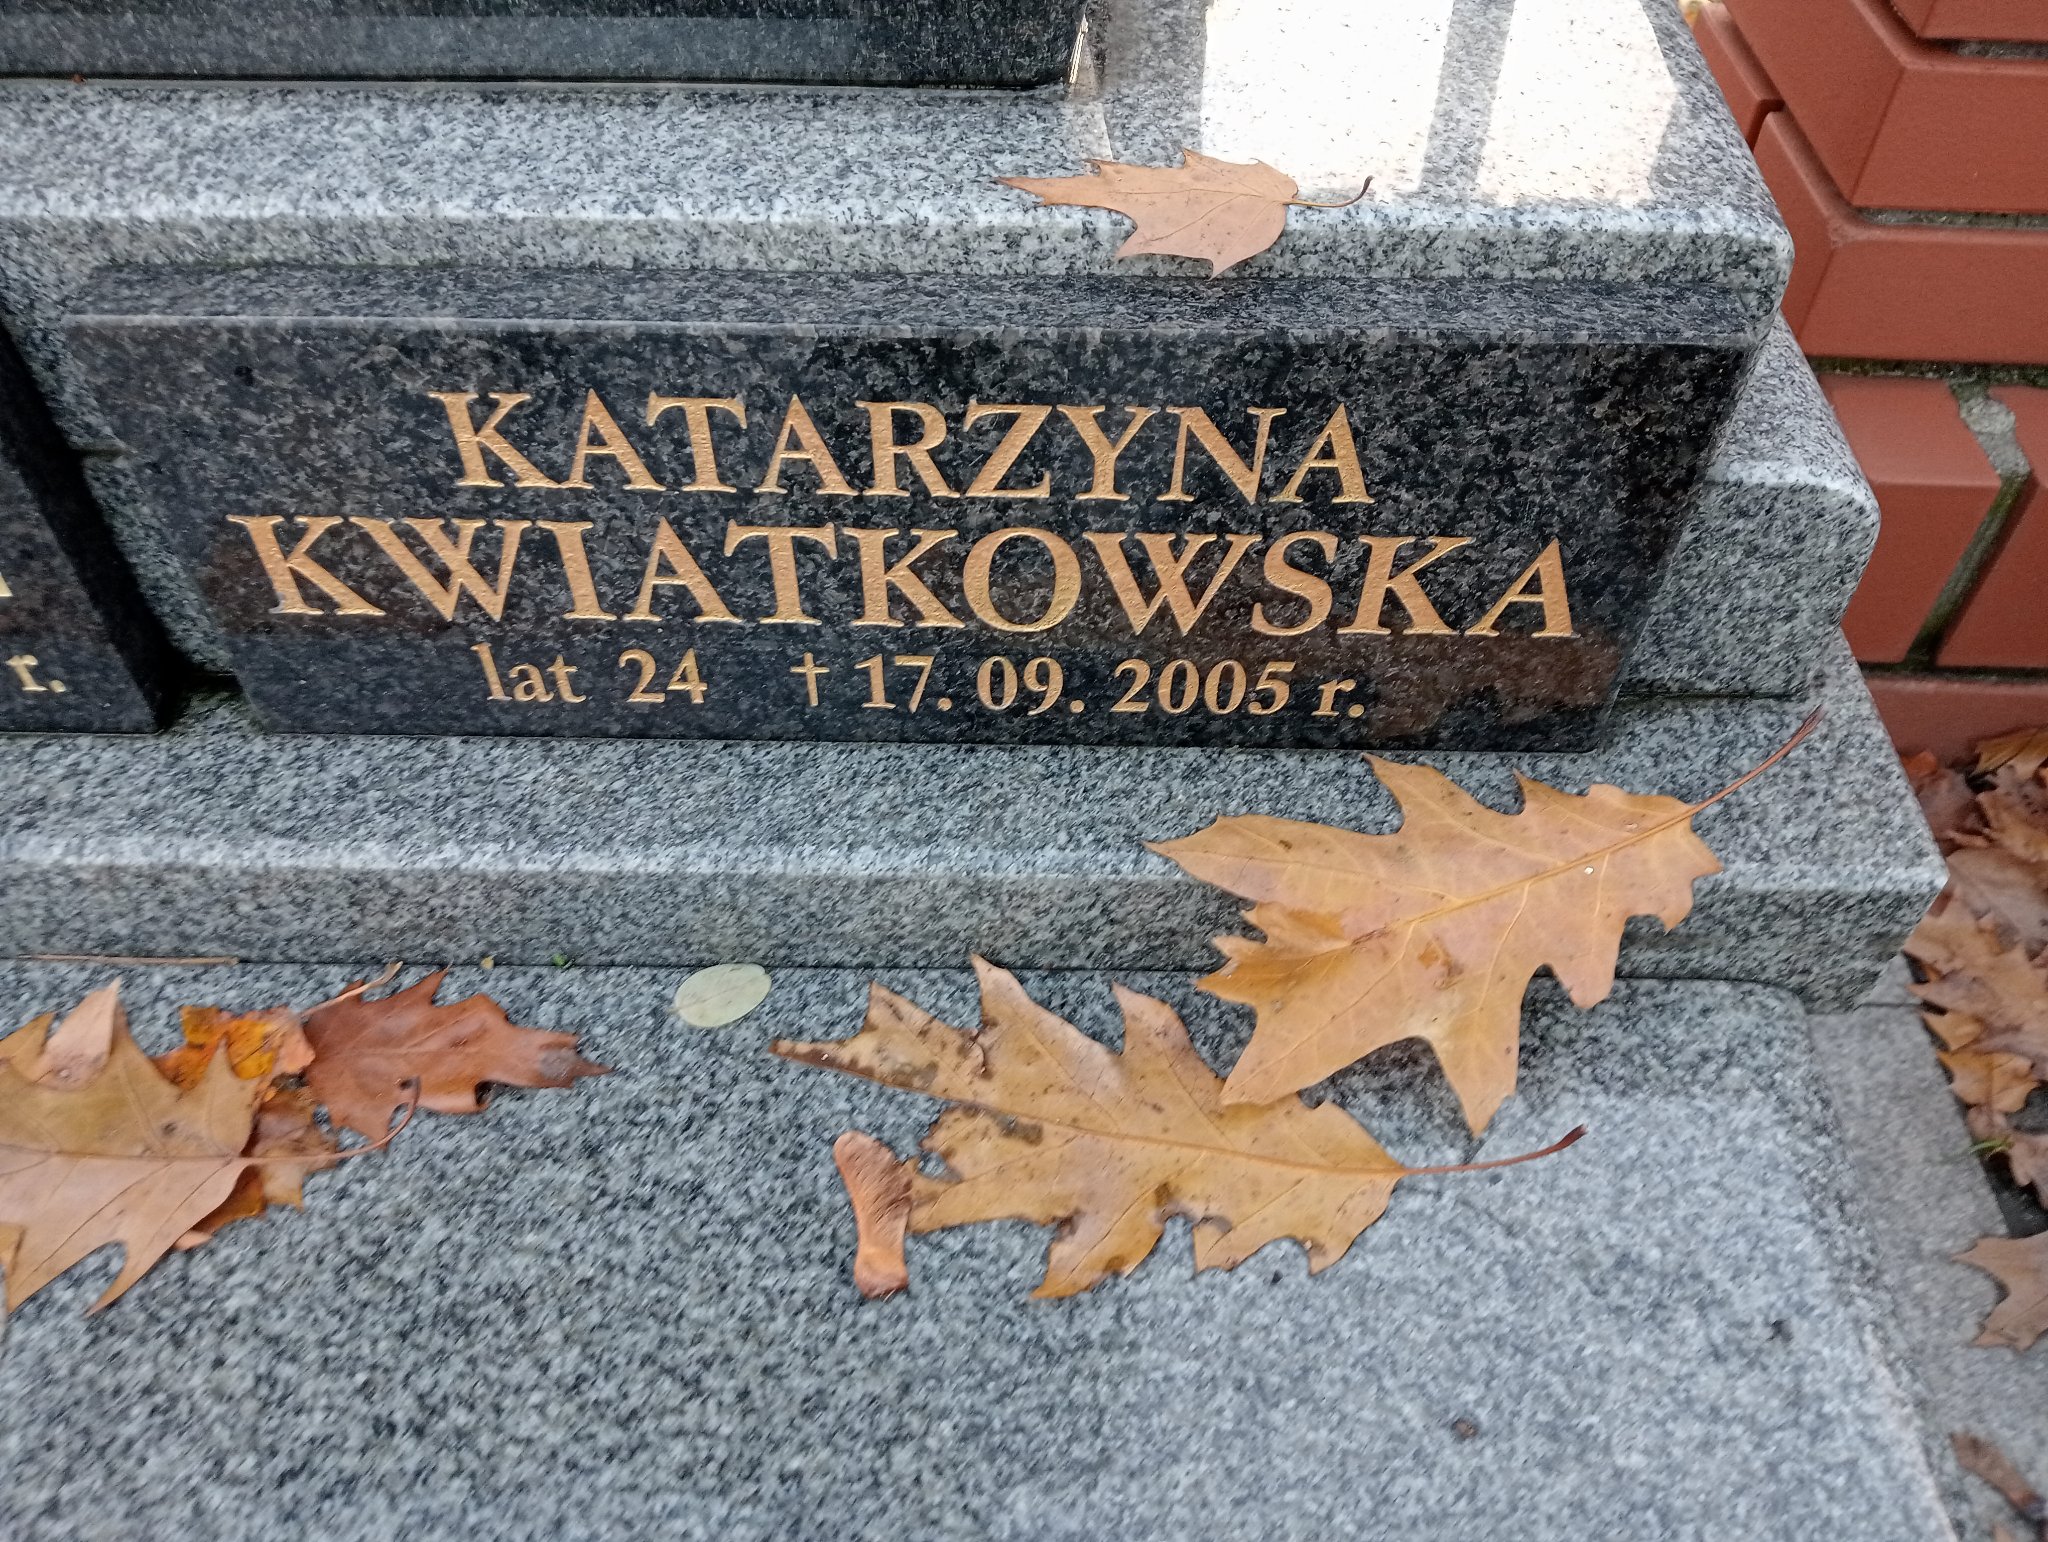 KATARZYNA
KWIATKOWSKA
lat 24 † 17. 09. 2005 r.
r.